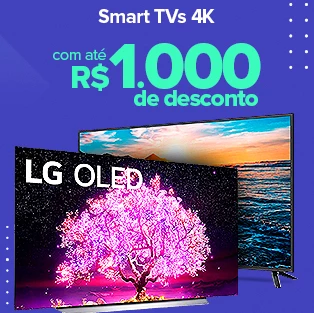 Smart TVs 4K
com até
R$1.000
de desconto
LG OLED